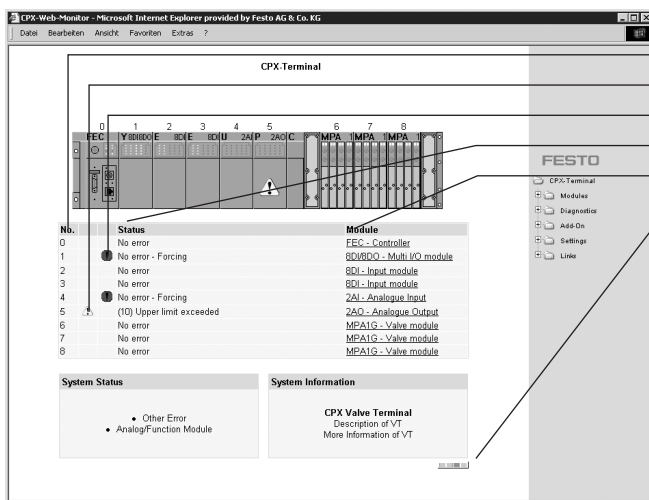 CPX-Web-Monitor - Microsoft Internet Explorer provided by Festo AG & Co. KG
Datei Bearbeiten Ansicht Favoriten Extras ?
CPX-Terminal
0 1 2 3 4 5 6 7 8
FEC Y 8DI8DO E 8DI E 8DI U 2AI P 2AO C MPA 1 MPA 1 MPA 1
FESTO
CPX-Terminal
Modules
Diagnostics
Add-On
Settings
Links
No. Status Module
0 No error FEC - Controller
1 No error - Forcing 8DI/8DO - Multi I/O module
2 No error 8DI - Input module
3 No error 8DI - Input module
4 No error - Forcing 2AI - Analogue Input
5 (10) Upper limit exceeded 2AO - Analogue Output
6 No error MPA1G - Valve module
7 No error MPA1G - Valve module
8 No error MPA1G - Valve module
System Status
• Other Error
• Analog/Function Module
System Information
CPX Valve Terminal
Description of VT
More Information of VT